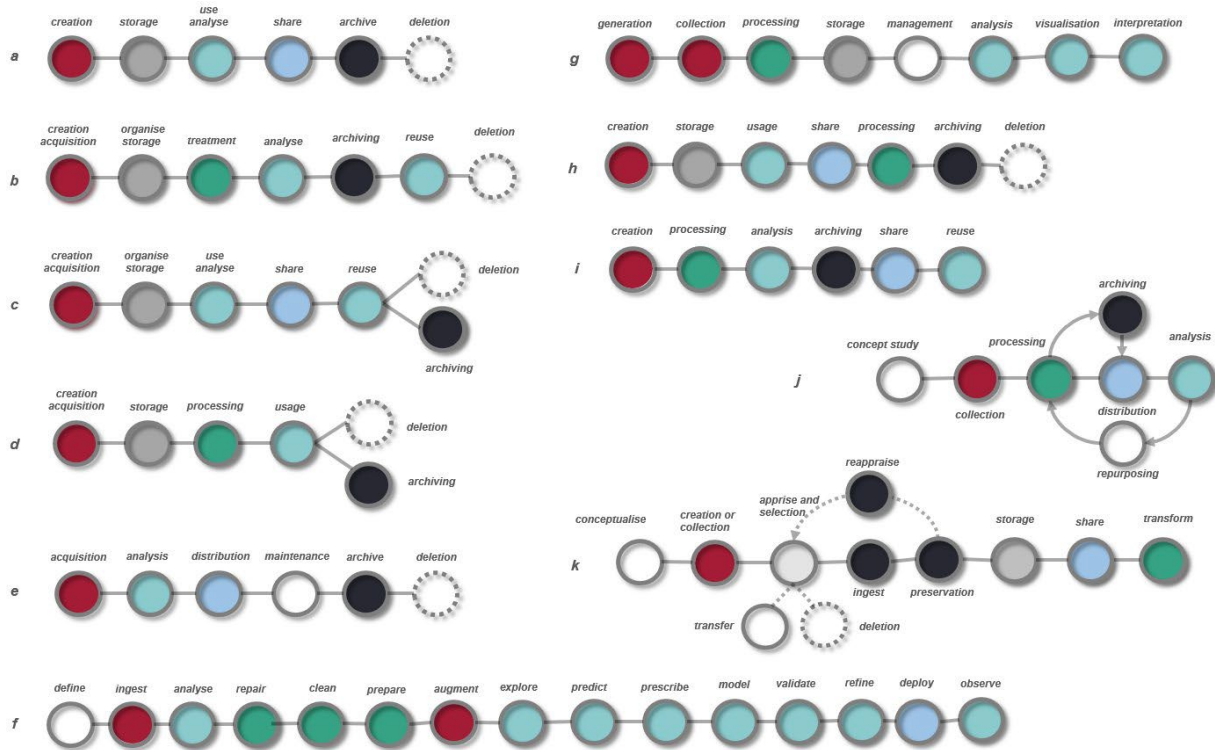 a
creation
storage
use
analyse
share
archive
deletion
b
creation
acquisition
organise
storage
treatment
analyse
archiving
reuse
deletion
c
creation
acquisition
organise
storage
use
analyse
share
reuse
deletion
archiving
d
creation
acquisition
storage
processing
usage
deletion
archiving
e
acquisition
analysis
distribution
maintenance
archive
deletion
f
define
ingest
analyse
repair
clean
prepare
augment
explore
predict
prescribe
model
validate
refine
deploy
observe
g
generation
collection
processing
storage
management
analysis
visualisation
interpretation
h
creation
storage
usage
share
processing
archiving
deletion
i
creation
processing
analysis
archiving
share
reuse
j
concept study
collection
processing
archiving
distribution
analysis
repurposing
k
conceptualise
creation or
collection
apprise and
selection
reappraise
ingest
preservation
storage
share
transform
transfer
deletion